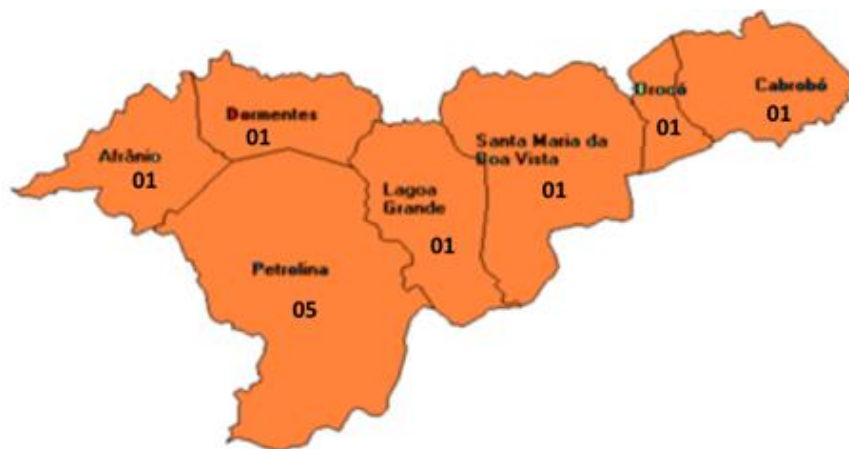 Orocó
01
Cabrobó
01
Dormentes
01
Santa Maria da
Boa Vista
01
Afrânio
01
Lagoa
Grande
01
Petrolina
05